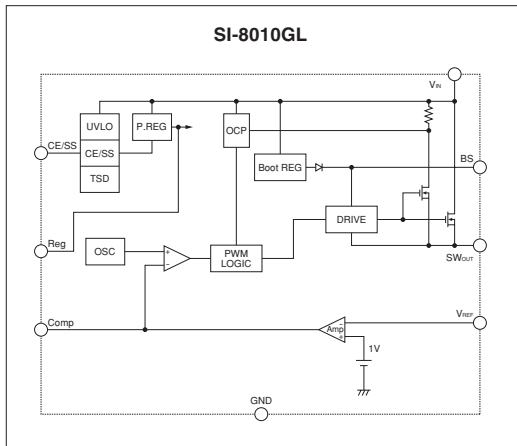 SI-8010GL
VIN
UVLO
P.REG
OCP
CE/SS
CE/SS
TSD
Boot REG
BS
DRIVE
Reg
OSC
+
−
PWM
LOGIC
SWOUT
Comp
Amp
−
+
VREF
1V
GND